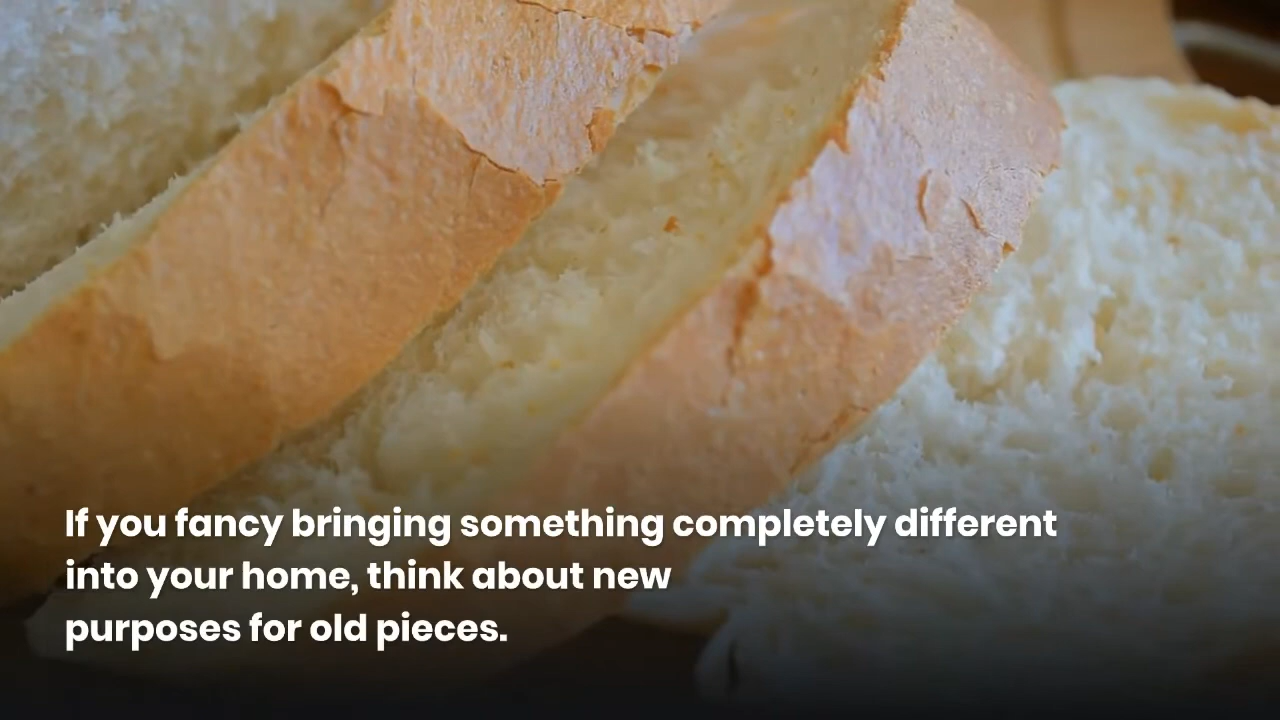 If you fancy bringing something completely different
into your home, think about new
purposes for old pieces.